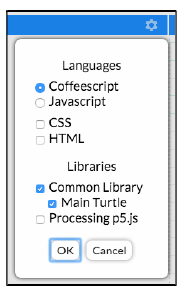 Languages
Coffeescript
Javascript
CSS
HTML
Libraries
Common Library
Main Turtle
Processing p5.js
OK Cancel